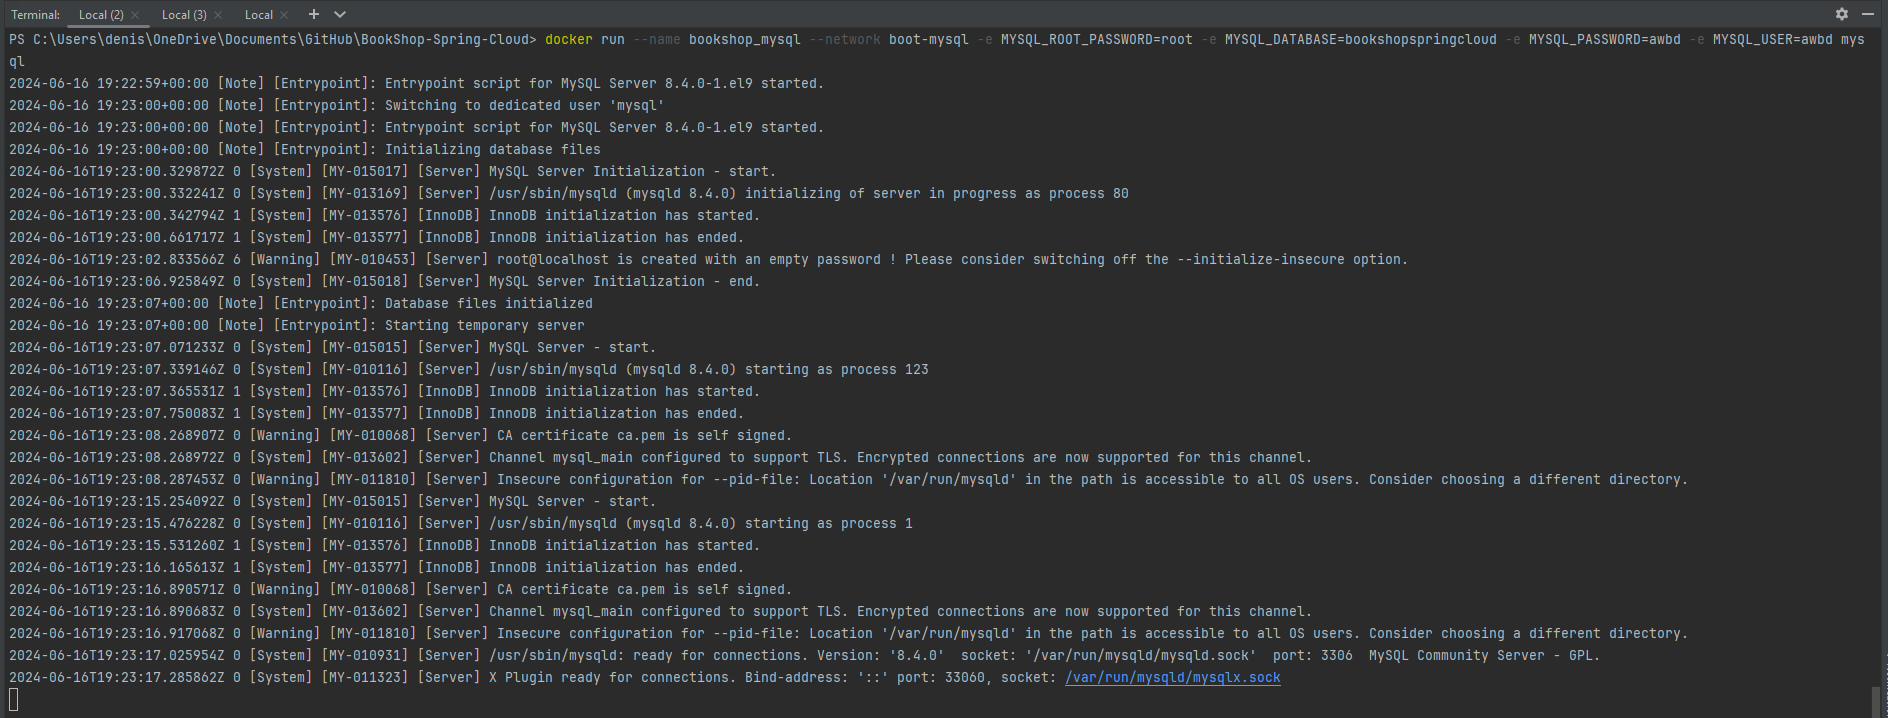 Terminal: Local (2) × Local (3) × Local × +
PS C:\Users\denis\OneDrive\Documents\GitHub\BookShop-Spring-Cloud> docker run --name bookshop_mysql --network boot-mysql -e MYSQL_ROOT_PASSWORD=root -e MYSQL_DATABASE=bookshopspringcloud -e MYSQL_PASSWORD=awbd -e MYSQL_USER=awbd mys
ql
2024-06-16 19:22:59+00:00 [Note] [Entrypoint]: Entrypoint script for MySQL Server 8.4.0-1.el9 started.
2024-06-16 19:23:00+00:00 [Note] [Entrypoint]: Switching to dedicated user 'mysql'
2024-06-16 19:23:00+00:00 [Note] [Entrypoint]: Entrypoint script for MySQL Server 8.4.0-1.el9 started.
2024-06-16 19:23:00+00:00 [Note] [Entrypoint]: Initializing database files
2024-06-16T19:23:00.329872Z 0 [System] [MY-015017] [Server] MySQL Server Initialization - start.
2024-06-16T19:23:00.332241Z 0 [System] [MY-013169] [Server] /usr/sbin/mysqld (mysqld 8.4.0) initializing of server in progress as process 80
2024-06-16T19:23:00.342794Z 1 [System] [MY-013576] [InnoDB] InnoDB initialization has started.
2024-06-16T19:23:00.661717Z 1 [System] [MY-013577] [InnoDB] InnoDB initialization has ended.
2024-06-16T19:23:02.833566Z 6 [Warning] [MY-010453] [Server] root@localhost is created with an empty password ! Please consider switching off the --initialize-insecure option.
2024-06-16T19:23:06.925849Z 0 [System] [MY-015018] [Server] MySQL Server Initialization - end.
2024-06-16 19:23:07+00:00 [Note] [Entrypoint]: Database files initialized
2024-06-16 19:23:07+00:00 [Note] [Entrypoint]: Starting temporary server
2024-06-16T19:23:07.071233Z 0 [System] [MY-015015] [Server] MySQL Server - start.
2024-06-16T19:23:07.339146Z 0 [System] [MY-010116] [Server] /usr/sbin/mysqld (mysqld 8.4.0) starting as process 123
2024-06-16T19:23:07.365531Z 1 [System] [MY-013576] [InnoDB] InnoDB initialization has started.
2024-06-16T19:23:07.750083Z 1 [System] [MY-013577] [InnoDB] InnoDB initialization has ended.
2024-06-16T19:23:08.268907Z 0 [Warning] [MY-010068] [Server] CA certificate ca.pem is self signed.
2024-06-16T19:23:08.268972Z 0 [System] [MY-013602] [Server] Channel mysql_main configured to support TLS. Encrypted connections are now supported for this channel.
2024-06-16T19:23:08.287453Z 0 [Warning] [MY-011810] [Server] Insecure configuration for --pid-file: Location '/var/run/mysqld' in the path is accessible to all OS users. Consider choosing a different directory.
2024-06-16T19:23:15.254092Z 0 [System] [MY-015015] [Server] MySQL Server - start.
2024-06-16T19:23:15.476228Z 0 [System] [MY-010116] [Server] /usr/sbin/mysqld (mysqld 8.4.0) starting as process 1
2024-06-16T19:23:15.531260Z 1 [System] [MY-013576] [InnoDB] InnoDB initialization has started.
2024-06-16T19:23:16.165613Z 1 [System] [MY-013577] [InnoDB] InnoDB initialization has ended.
2024-06-16T19:23:16.890571Z 0 [Warning] [MY-010068] [Server] CA certificate ca.pem is self signed.
2024-06-16T19:23:16.890683Z 0 [System] [MY-013602] [Server] Channel mysql_main configured to support TLS. Encrypted connections are now supported for this channel.
2024-06-16T19:23:16.917068Z 0 [Warning] [MY-011810] [Server] Insecure configuration for --pid-file: Location '/var/run/mysqld' in the path is accessible to all OS users. Consider choosing a different directory.
2024-06-16T19:23:17.025954Z 0 [System] [MY-010931] [Server] /usr/sbin/mysqld: ready for connections. Version: '8.4.0'  socket: '/var/run/mysqld/mysqld.sock'  port: 3306  MySQL Community Server - GPL.
2024-06-16T19:23:17.285862Z 0 [System] [MY-011323] [Server] X Plugin ready for connections. Bind-address: '::' port: 33060, socket: /var/run/mysqld/mysqlx.sock